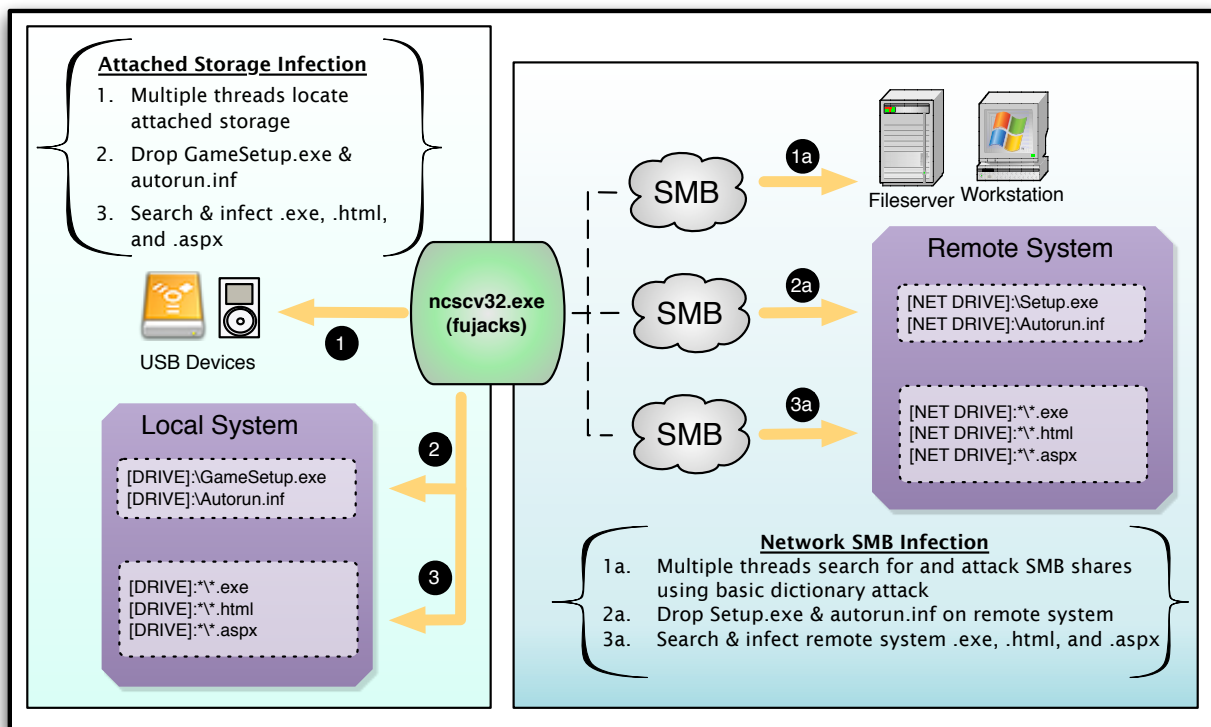 Attached Storage Infection
1. Multiple threads locate
attached storage
2. Drop GameSetup.exe &
autorun.inf
3. Search & infect .exe, .html,
and .aspx
USB Devices
1
ncscv32.exe
(fujacks)
Local System
[DRIVE]:\GameSetup.exe
[DRIVE]:\Autorun.inf
[DRIVE]:*\*.exe
[DRIVE]:*\*.html
[DRIVE]:*\*.aspx
2
3
SMB
1a
Fileserver
Workstation
SMB
2a
SMB
3a
Remote System
[NET DRIVE]:\Setup.exe
[NET DRIVE]:\Autorun.inf
[NET DRIVE]:*\*.exe
[NET DRIVE]:*\*.html
[NET DRIVE]:*\*.aspx
Network SMB Infection
1a. Multiple threads search for and attack SMB shares
using basic dictionary attack
2a. Drop Setup.exe & autorun.inf on remote system
3a. Search & infect remote system .exe, .html, and .aspx